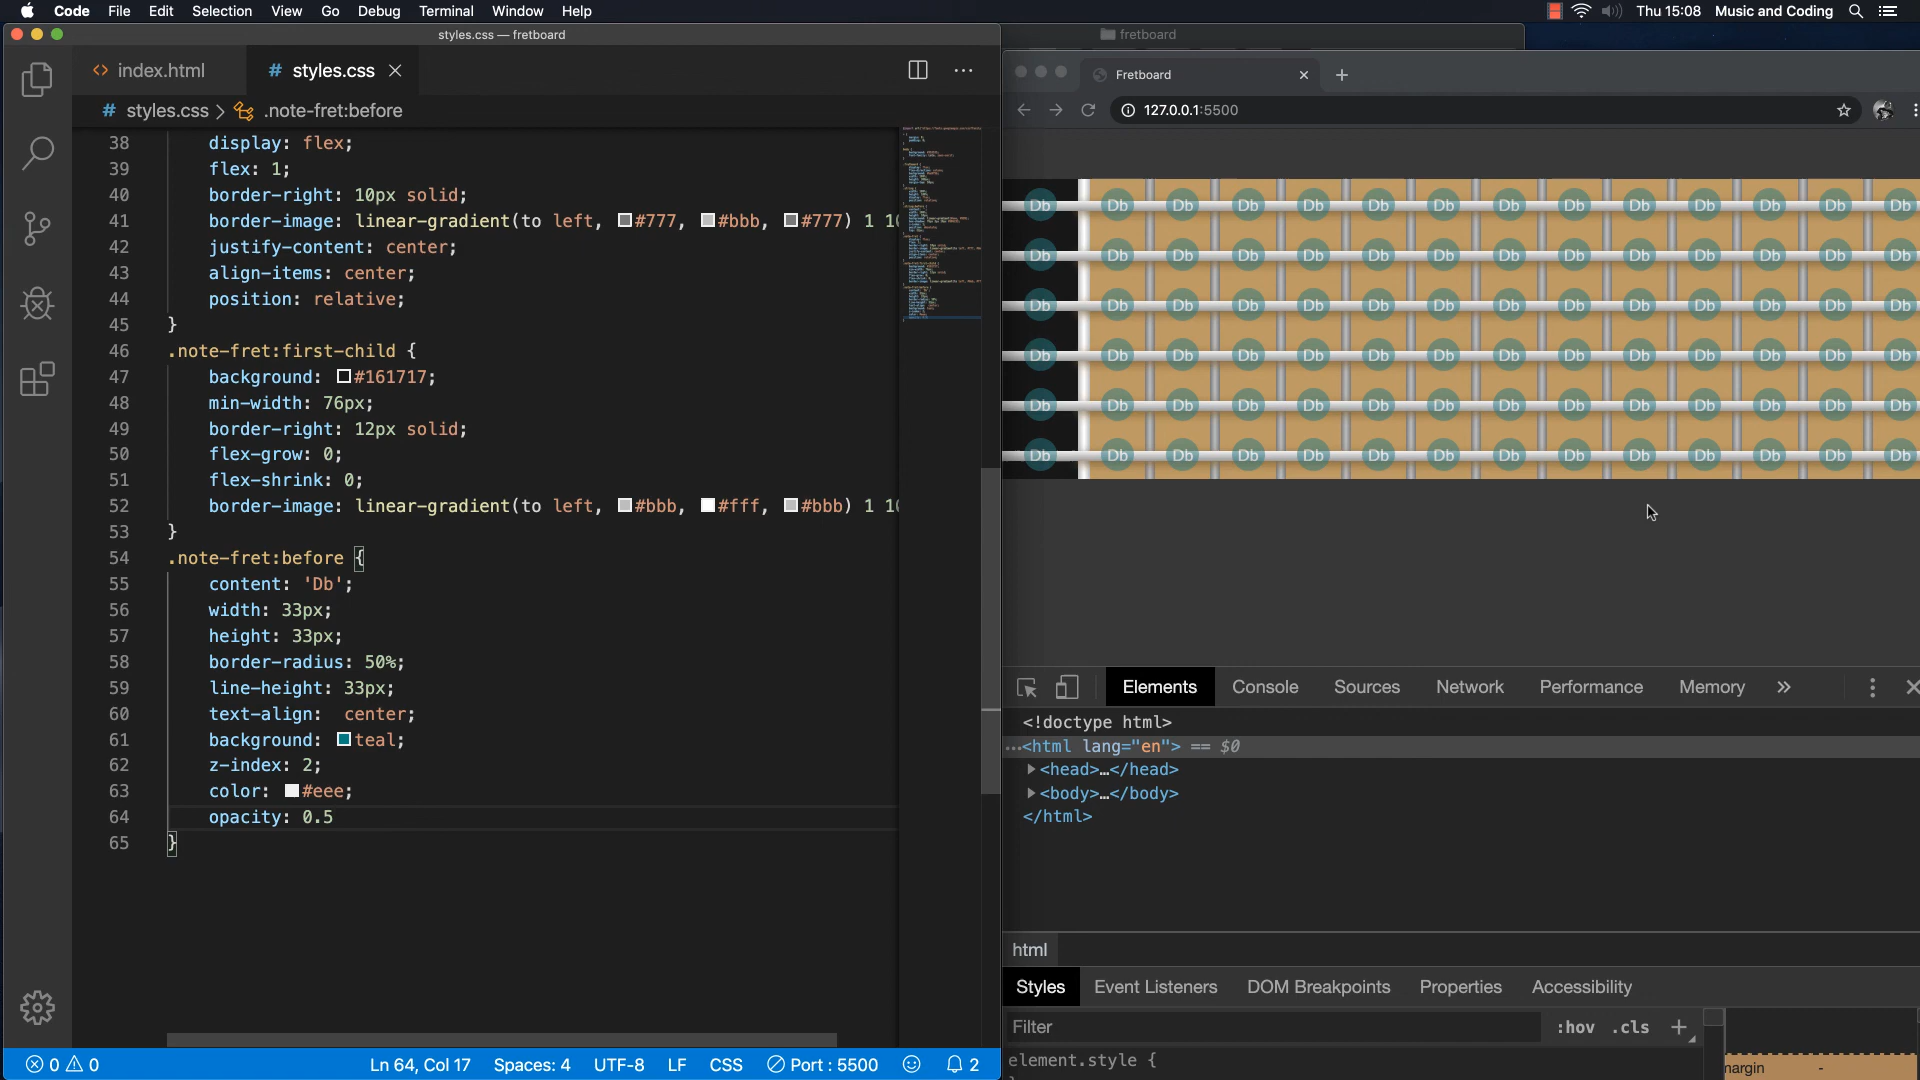 Code File Edit Selection View Go Debug Terminal Window Help
Thu 15:08 Music and Coding
styles.css — fretboard
fretboard
index.html
# styles.css
# styles.css > .note-fret:before
38 display: flex;
39 flex: 1;
40 border-right: 10px solid;
41 border-image: linear-gradient(to left, #777, #bbb, #777) 1 10
42 justify-content: center;
43 align-items: center;
44 position: relative;
45 }
46 .note-fret:first-child {
47 background: #161717;
48 min-width: 76px;
49 border-right: 12px solid;
50 flex-grow: 0;
51 flex-shrink: 0;
52 border-image: linear-gradient(to left, #bbb, #fff, #bbb) 1 10
53 }
54 .note-fret:before {
55 content: 'Db';
56 width: 33px;
57 height: 33px;
58 border-radius: 50%;
59 line-height: 33px;
60 text-align:  center;
61 background: teal;
62 z-index: 2;
63 color: #eee;
64 opacity: 0.5
65 }
0 0 Ln 64, Col 17 Spaces: 4 UTF-8 LF CSS Port : 5500 2
Fretboard
127.0.0.1:5500
Db Db Db Db Db Db Db Db Db Db Db Db Db Db
Db Db Db Db Db Db Db Db Db Db Db Db Db Db
Db Db Db Db Db Db Db Db Db Db Db Db Db Db
Db Db Db Db Db Db Db Db Db Db Db Db Db Db
Db Db Db Db Db Db Db Db Db Db Db Db Db Db
Db Db Db Db Db Db Db Db Db Db Db Db Db Db
Elements Console Sources Network Performance Memory »
<!doctype html>
…<html lang="en"> == $0
<head>…</head>
<body>…</body>
</html>
html
Styles Event Listeners DOM Breakpoints Properties Accessibility
Filter :hov .cls +
element.style {
margin -